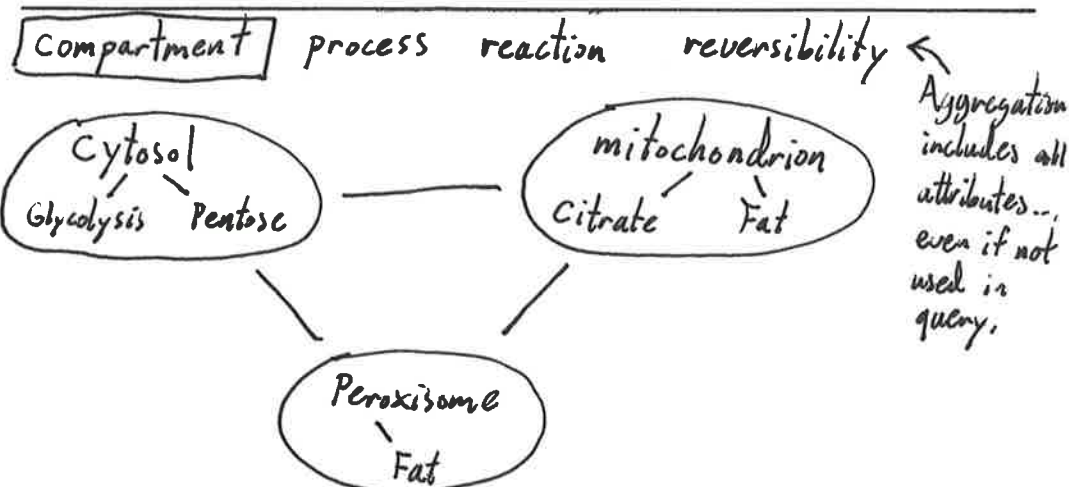 compartment process reaction reversibility
Aggregation
includes all
attributes...
even if not
used in
query.
Cytosol
Glycolysis Pentose
mitochondrion
Citrate Fat
Peroxisome
Fat